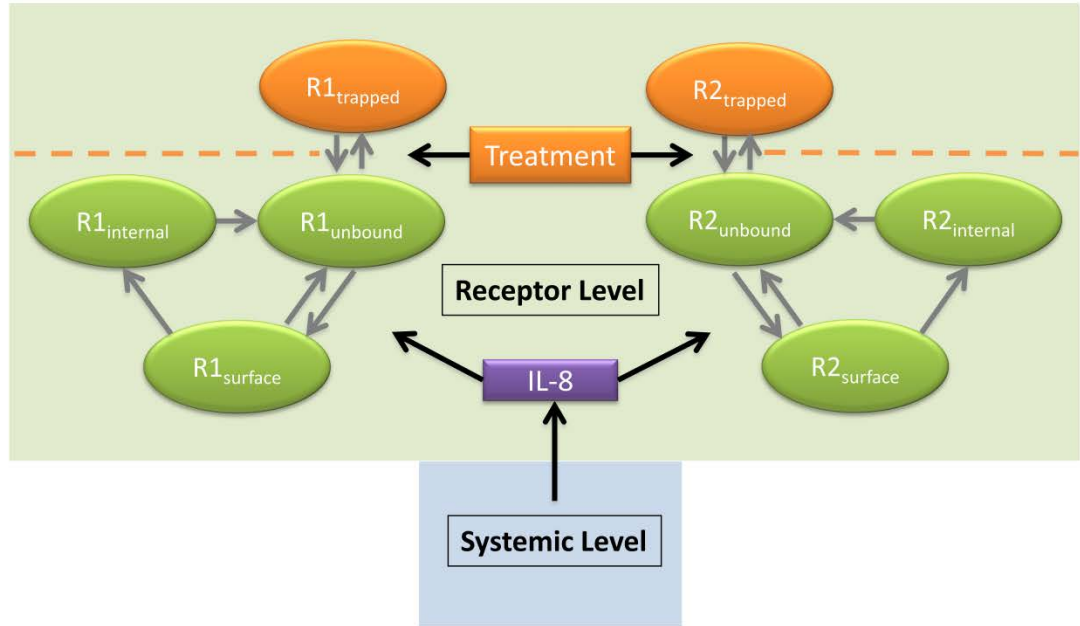 R1trapped
R2trapped
Treatment
R1internal
R1unbound
R2unbound
R2internal
Receptor Level
R1surface
IL-8
R2surface
Systemic Level